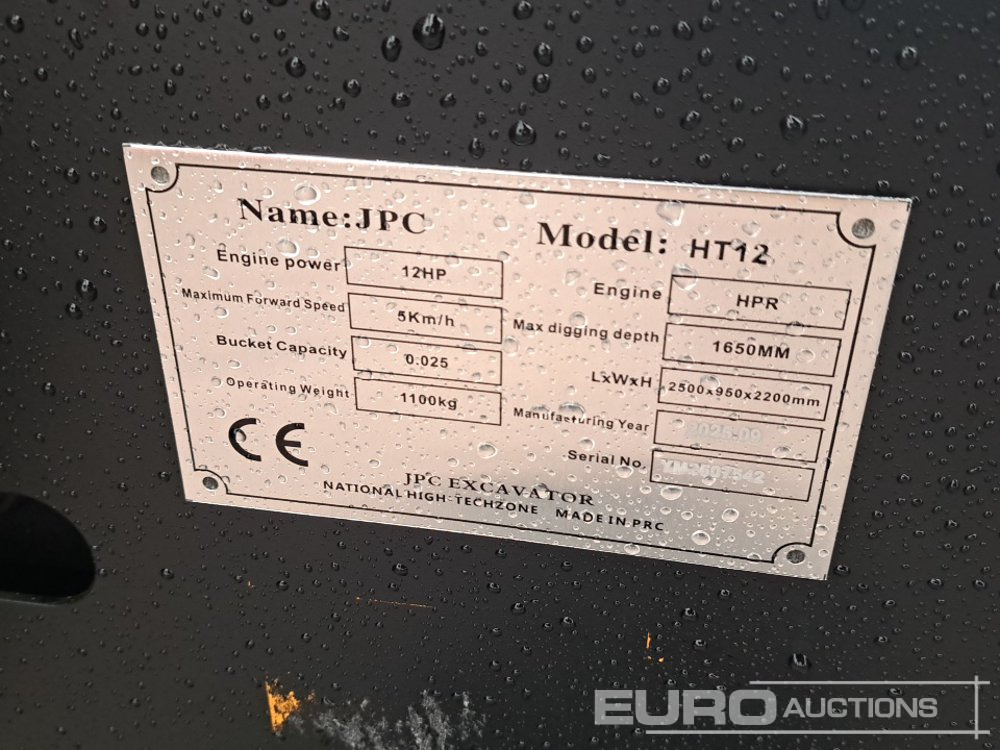 Name:JPC
Model: HT12
Engine power 12HP
Maximum Forward Speed 5Km/h
Bucket Capacity 0.025
Operating Weight 1100kg
Engine HPR
Max digging depth 1650MM
LxWxH 2500x950x2200mm
Manufacturing Year 2025.09
Serial No.
CE
JPC EXCAVATOR
NATIONAL HIGH-TECHZONE MADE IN PRC
EURO AUCTIONS